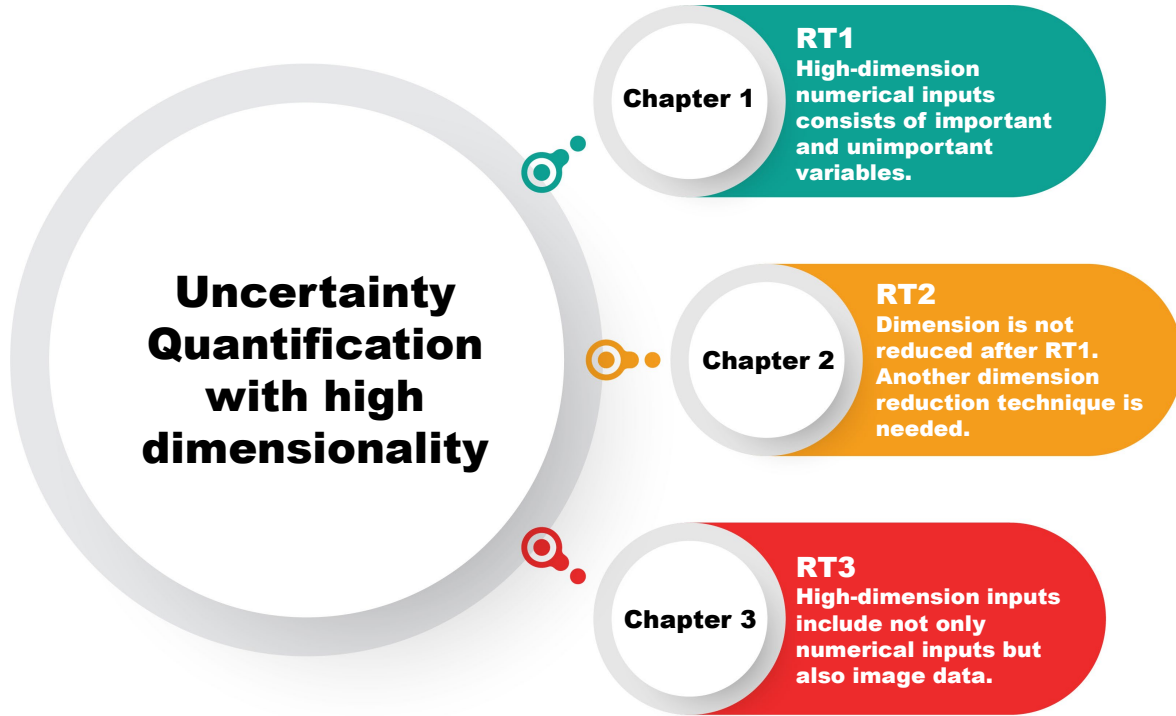 Uncertainty
Quantification
with high
dimensionality
Chapter 1
RT1
High-dimension
numerical inputs
consists of important
and unimportant
variables.
Chapter 2
RT2
Dimension is not
reduced after RT1.
Another dimension
reduction technique is
needed.
Chapter 3
RT3
High-dimension inputs
include not only
numerical inputs but
also image data.